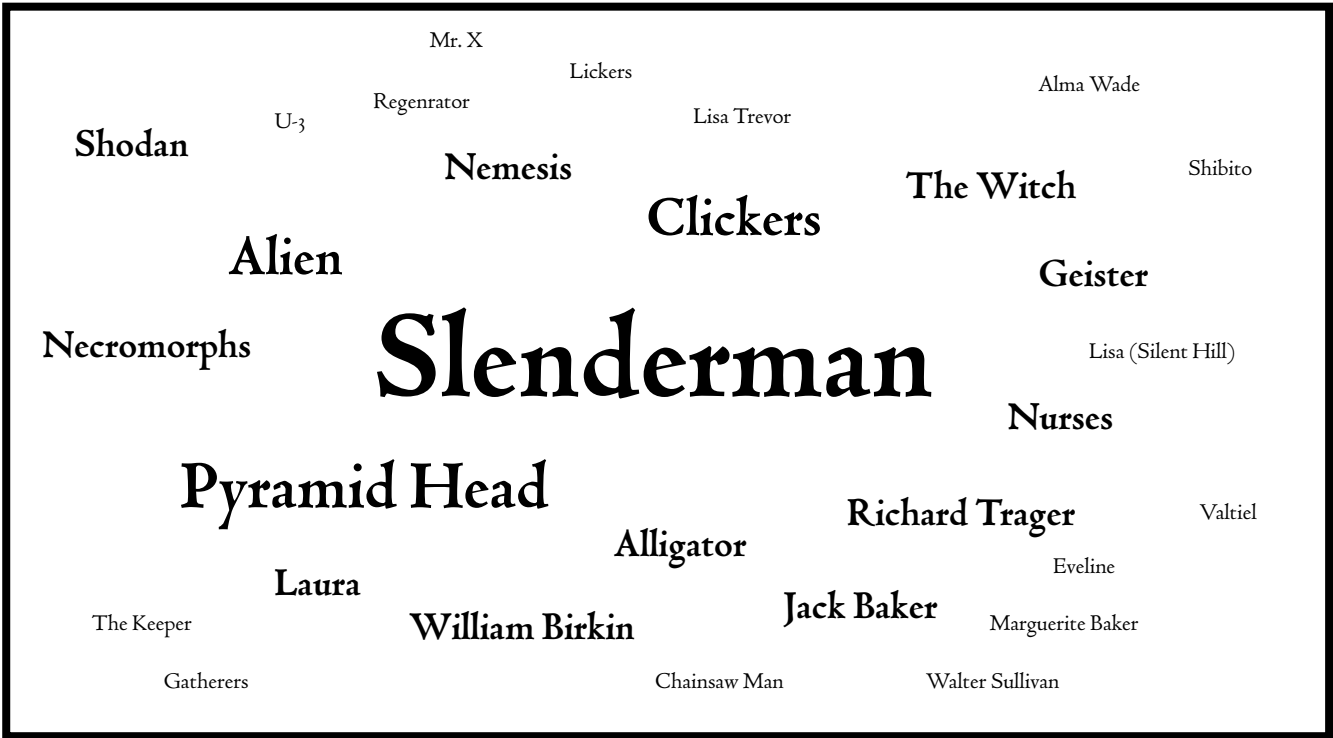 Mr. X
Lickers
Alma Wade
Regenrator
Lisa Trevor
U-3
Shodan
Nemesis
Shibito
The Witch
Clickers
Alien
Geister
Necromorphs
Slenderman
Lisa (Silent Hill)
Nurses
Pyramid Head
Richard Trager
Valtiel
Alligator
Eveline
Laura
Jack Baker
The Keeper
William Birkin
Marguerite Baker
Gatherers
Chainsaw Man
Walter Sullivan